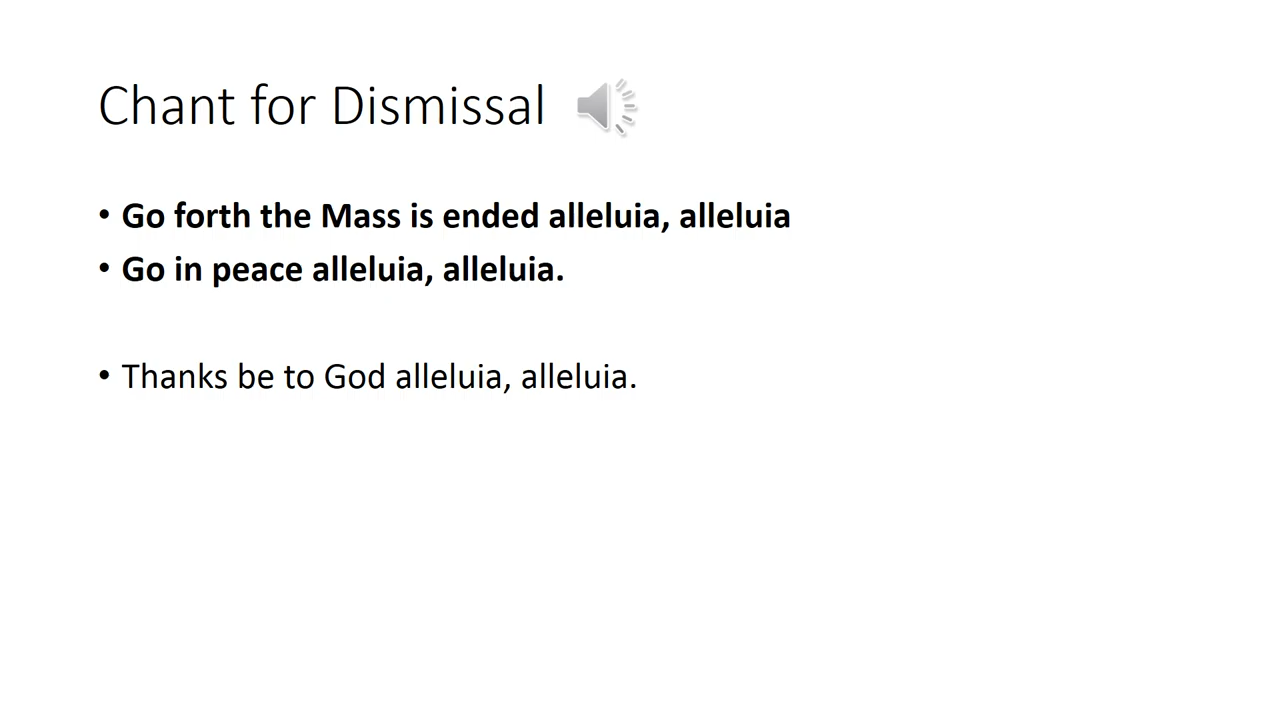 Chant for Dismissal
• Go forth the Mass is ended alleluia, alleluia
• Go in peace alleluia, alleluia.
• Thanks be to God alleluia, alleluia.